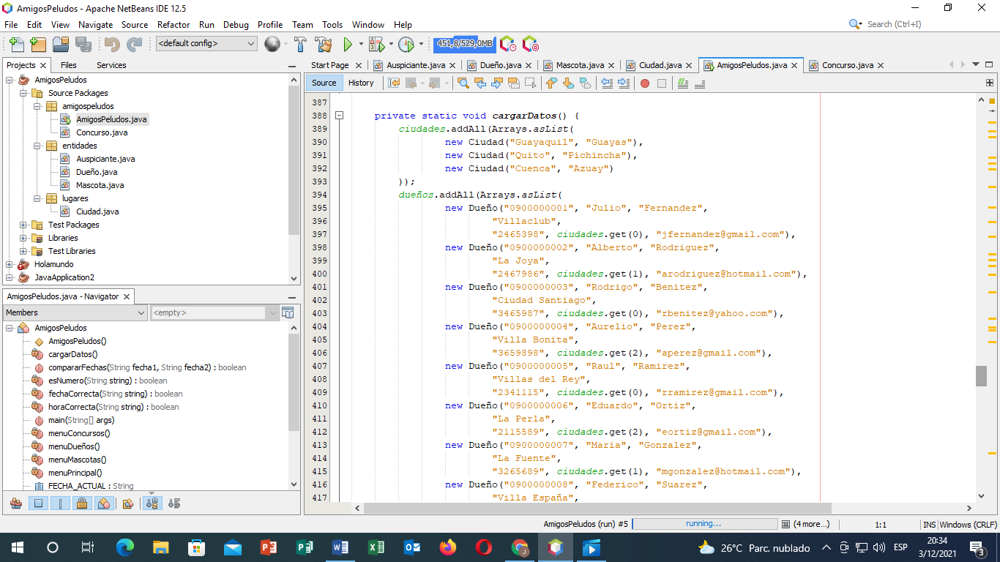 AmigosPeludos - Apache NetBeans IDE 12.5
File Edit View Navigate Source Refactor Run Debug Profile Team Tools Window Help
Search (Ctrl+I)
<default config>
451,8/529,0MB
Projects Files Services
AmigosPeludos
Source Packages
amigospeludos
AmigosPeludos.java
Concurso.java
entidades
Auspiciante.java
Dueño.java
Mascota.java
lugares
Ciudad.java
Test Packages
Libraries
Test Libraries
Holamundo
JavaApplication2
AmigosPeludos.java - Navigator
Members
<empty>
AmigosPeludos
AmigosPeludos()
cargarDatos()
compararFechas(String fecha1, String fecha2) : boolean
esNumero(String string) : boolean
fechaCorrecta(String string) : boolean
horaCorrecta(String string) : boolean
main(String[] args)
menuConcursos()
menuDueños()
menuMascotas()
menuPrincipal()
FECHA_ACTUAL : String
Start Page Auspiciante.java Dueño.java Mascota.java Ciudad.java AmigosPeludos.java Concurso.java
Source History
387
388 private static void cargarDatos() {
389 ciudades.addAll(Arrays.asList(
390 new Ciudad("Guayaquil", "Guayas"),
391 new Ciudad("Quito", "Pichincha"),
392 new Ciudad("Cuenca", "Azuay")
393 ));
394 dueños.addAll(Arrays.asList(
395 new Dueño("0900000001", "Julio", "Fernandez",
396 "Villaclub",
397 "2465398", ciudades.get(0), "jfernandez@gmail.com"),
398 new Dueño("0900000002", "Alberto", "Rodriguez",
399 "La Joya",
400 "2467986", ciudades.get(1), "arodriguez@hotmail.com"),
401 new Dueño("0900000003", "Rodrigo", "Benitez",
402 "Ciudad Santiago",
403 "3465987", ciudades.get(0), "rbenitez@yahoo.com"),
404 new Dueño("0900000004", "Aurelio", "Perez",
405 "Villa Bonita",
406 "3659898", ciudades.get(2), "aperez@gmail.com"),
407 new Dueño("0900000005", "Raul", "Ramirez",
408 "Villas del Rey",
409 "2341115", ciudades.get(0), "rramirez@gmail.com"),
410 new Dueño("0900000006", "Eduardo", "Ortiz",
411 "La Perla",
412 "2115589", ciudades.get(2), "eortiz@gmail.com"),
413 new Dueño("0900000007", "Maria", "Gonzalez",
414 "La Fuente",
415 "3265689", ciudades.get(1), "mgonzalez@hotmail.com"),
416 new Dueño("0900000008", "Federico", "Suarez",
417 "Villa España",
AmigosPeludos (run) #5 running... (4 more...) 1:1 INS Windows (CRLF)
26°C Parc. nublado ESP 20:34
3/12/2021 3